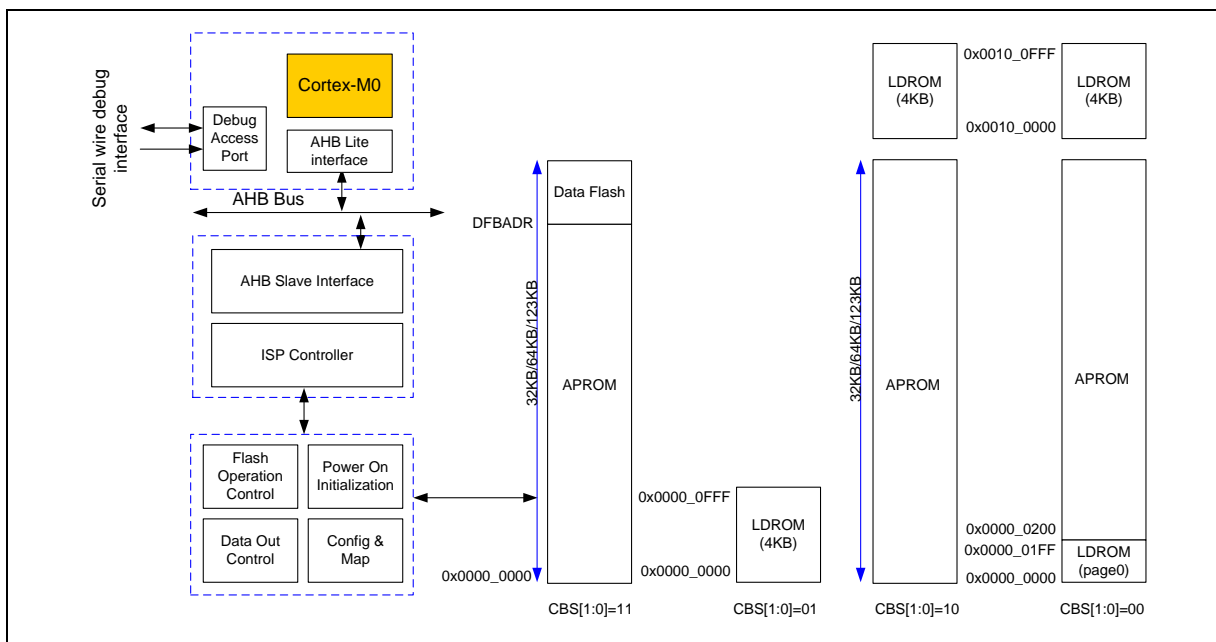 Serial wire debug
interface
Cortex-M0
Debug
Access
Port
AHB Lite
interface
AHB Bus
AHB Slave Interface
ISP Controller
Flash
Operation
Control
Power On
Initialization
Data Out
Control
Config &
Map
Data Flash
DFBADR
32KB/64KB/123KB
APROM
0x0000_0000
CBS[1:0]=11
0x0000_0FFF
LDROM
(4KB)
0x0000_0000
CBS[1:0]=01
LDROM
(4KB)
0x0010_0FFF
0x0010_0000
32KB/64KB/123KB
APROM
CBS[1:0]=10
LDROM
(4KB)
APROM
0x0000_0200
0x0000_01FF
LDROM
(page0)
0x0000_0000
CBS[1:0]=00